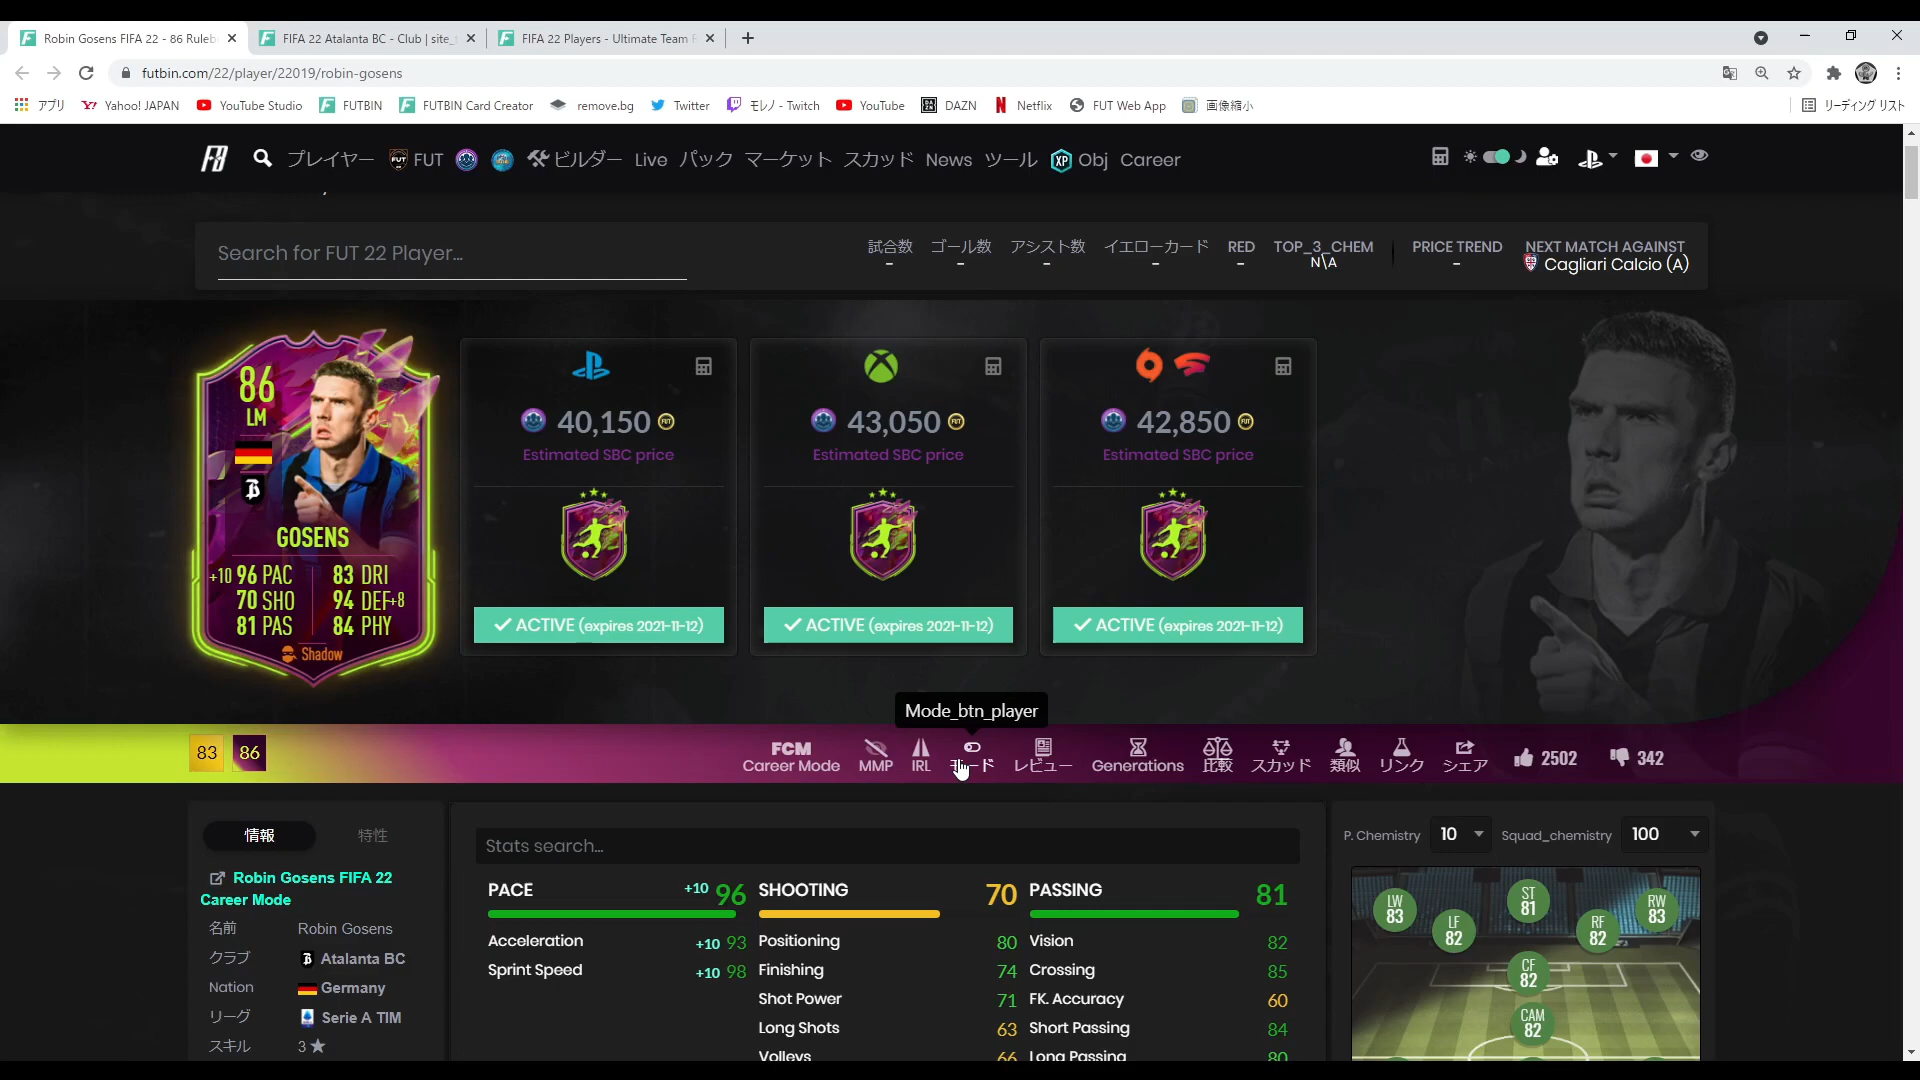 Robin Gosens FIFA 22 - 86 Ruleb
FIFA 22 Atalanta BC - Club | site_
FIFA 22 Players - Ultimate Team
futbin.com/22/player/22019/robin-gosens
アプリ Yahoo! JAPAN YouTube Studio FUTBIN FUTBIN Card Creator remove.bg Twitter モレノ - Twitch YouTube DAZN Netflix FUT Web App 画像縮小 リーディング リスト
プレイヤー FUT ビルダー Live パック マーケット スカッド News ツール XP Obj Career
Search for FUT 22 Player...
試合数 ゴール数 アシスト数 イエローカード RED TOP_3_CHEM PRICE TREND NEXT MATCH AGAINST
- - - - - N\A - Cagliari Calcio (A)
86
LM
GOSENS
+10 96 PAC 83 DRI
70 SHO 94 DEF+8
81 PAS 84 PHY
Shadow
40,150
Estimated SBC price
ACTIVE (expires 2021-11-12)
43,050
Estimated SBC price
ACTIVE (expires 2021-11-12)
42,850
Estimated SBC price
ACTIVE (expires 2021-11-12)
Mode_btn_player
83 86
FCM
Career Mode MMP IRL モード レビュー Generations 比較 スカッド 類似 リンク シェア 2502 342
情報 特性
Robin Gosens FIFA 22
Career Mode
名前 Robin Gosens
クラブ Atalanta BC
Nation Germany
リーグ Serie A TIM
スキル 3
Stats search...
PACE +10 96
Acceleration +10 93
Sprint Speed +10 98
SHOOTING 70
Positioning 80
Finishing 74
Shot Power 71
Long Shots 63
Volleys 66
PASSING 81
Vision 82
Crossing 85
FK. Accuracy 60
Short Passing 84
Long Passing 80
P. Chemistry 10 Squad_chemistry 100
LW
83
ST
81
RW
83
LF
82
RF
82
CF
82
CAM
82